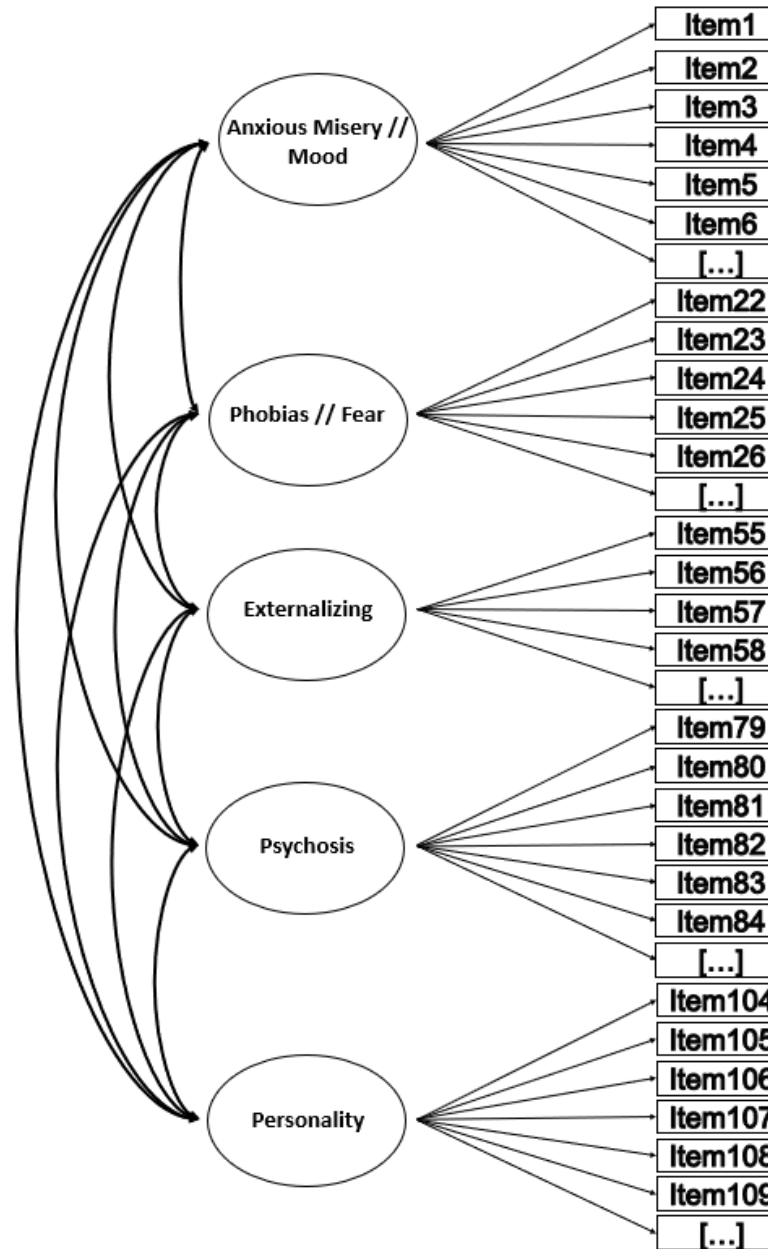 Item1
Item2
Anxious Misery //
Mood
Item3
Item4
Item5
Item6
[...]
Item22
Item23
Item24
Phobias // Fear
Item25
Item26
[...]
Item55
Item56
Externalizing
Item57
Item58
[...]
Item79
Item80
Item81
Psychosis
Item82
Item83
Item84
[...]
Item104
Item105
Item106
Personality
Item107
Item108
Item109
[...]